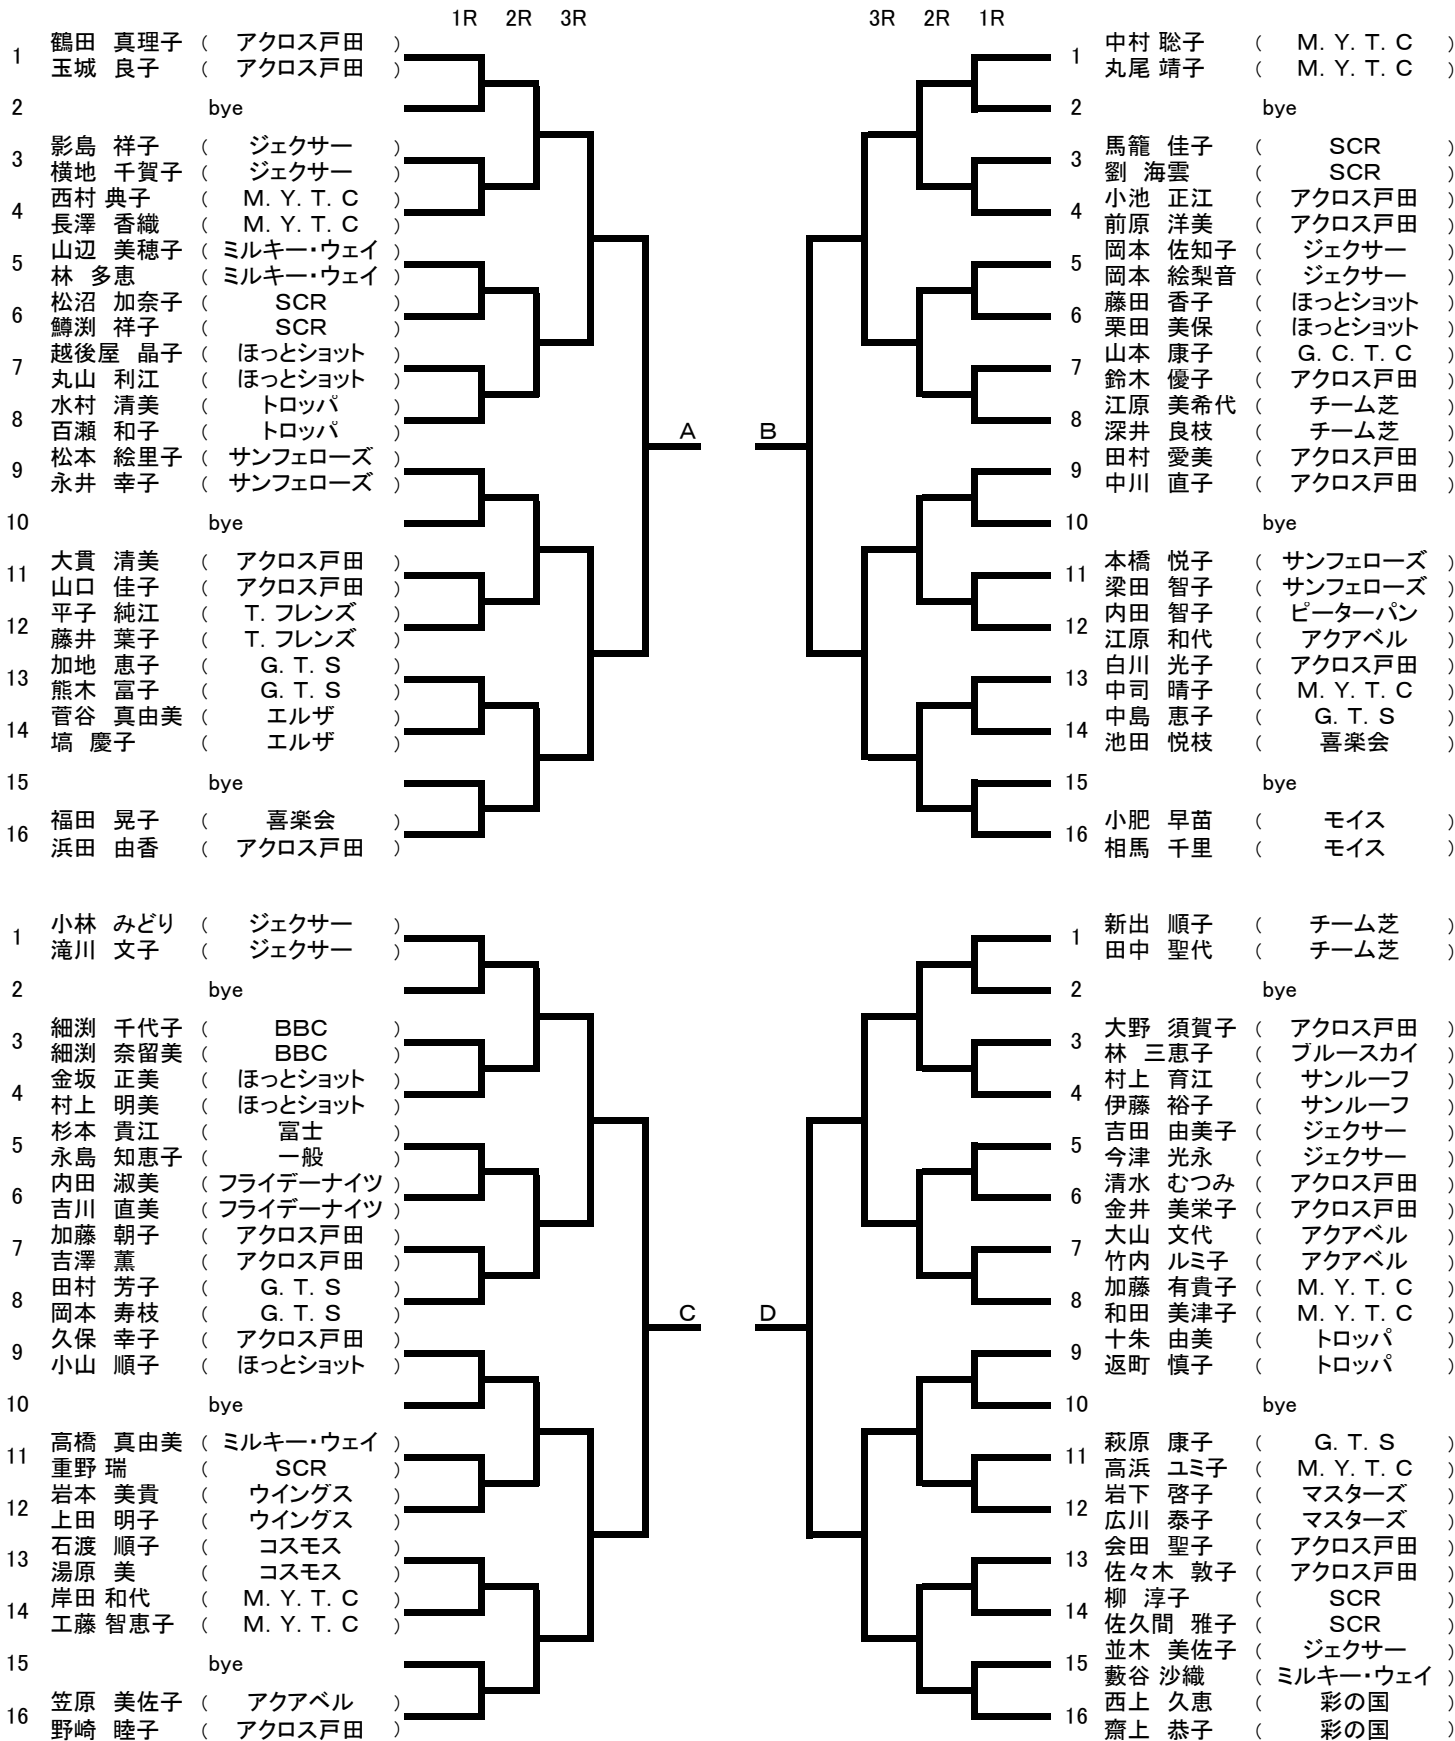 1R 2R 3R
1 鶴田 真理子 ( アクロス戸田 )
玉城 良子 ( アクロス戸田 )
2 bye
3 影島 祥子 ( ジェクサー )
横地 千賀子 ( ジェクサー )
4 西村 典子 ( M. Y. T. C )
長澤 香織 ( M. Y. T. C )
5 山辺 美穂子 ( ミルキー・ウェイ )
林 多恵 ( ミルキー・ウェイ )
6 松沼 加奈子 ( SCR )
鱒渕 祥子 ( SCR )
7 越後屋 晶子 ( ほっとショット )
丸山 利江 ( ほっとショット )
8 水村 清美 ( トロッパ )
百瀬 和子 ( トロッパ )
9 松本 絵里子 ( サンフェローズ )
永井 幸子 ( サンフェローズ )
10 bye
11 大貫 清美 ( アクロス戸田 )
山口 佳子 ( アクロス戸田 )
12 平子 純江 ( T. フレンズ )
藤井 葉子 ( T. フレンズ )
13 加地 恵子 ( G. T. S )
熊木 富子 ( G. T. S )
14 菅谷 真由美 ( エルザ )
塙 慶子 ( エルザ )
15 bye
16 福田 晃子 ( 喜楽会 )
浜田 由香 ( アクロス戸田 )
A
3R 2R 1R
1 中村 聡子 ( M. Y. T. C )
丸尾 靖子 ( M. Y. T. C )
2 bye
3 馬籠 佳子 ( SCR )
劉 海雲 ( SCR )
4 小池 正江 ( アクロス戸田 )
前原 洋美 ( アクロス戸田 )
5 岡本 佐知子 ( ジェクサー )
岡本 絵梨音 ( ジェクサー )
6 藤田 香子 ( ほっとショット )
栗田 美保 ( ほっとショット )
7 山本 康子 ( G. C. T. C )
鈴木 優子 ( アクロス戸田 )
8 江原 美希代 ( チーム芝 )
深井 良枝 ( チーム芝 )
9 田村 愛美 ( アクロス戸田 )
中川 直子 ( アクロス戸田 )
10 bye
11 本橋 悦子 ( サンフェローズ )
梁田 智子 ( サンフェローズ )
12 内田 智子 ( ピーターパン )
江原 和代 ( アクアベル )
13 白川 光子 ( アクロス戸田 )
中司 晴子 ( M. Y. T. C )
14 中島 恵子 ( G. T. S )
池田 悦枝 ( 喜楽会 )
15 bye
16 小肥 早苗 ( モイス )
相馬 千里 ( モイス )
B
1 小林 みどり ( ジェクサー )
滝川 文子 ( ジェクサー )
2 bye
3 細渕 千代子 ( BBC )
細渕 奈留美 ( BBC )
4 金坂 正美 ( ほっとショット )
村上 明美 ( ほっとショット )
5 杉本 貴江 ( 富士 )
永島 知恵子 ( 一般 )
6 内田 淑美 ( フライデーナイツ )
吉川 直美 ( フライデーナイツ )
7 加藤 朝子 ( アクロス戸田 )
吉澤 薫 ( アクロス戸田 )
8 田村 芳子 ( G. T. S )
岡本 寿枝 ( G. T. S )
9 久保 幸子 ( アクロス戸田 )
小山 順子 ( ほっとショット )
10 bye
11 高橋 真由美 ( ミルキー・ウェイ )
重野 瑞 ( SCR )
12 岩本 美貴 ( ウイングス )
上田 明子 ( ウイングス )
13 石渡 順子 ( コスモス )
湯原 美 ( コスモス )
14 岸田 和代 ( M. Y. T. C )
工藤 智恵子 ( M. Y. T. C )
15 bye
16 笠原 美佐子 ( アクアベル )
野崎 睦子 ( アクロス戸田 )
C
1 新出 順子 ( チーム芝 )
田中 聖代 ( チーム芝 )
2 bye
3 大野 須賀子 ( アクロス戸田 )
林 三恵子 ( ブルースカイ )
4 村上 育江 ( サンルーフ )
伊藤 裕子 ( サンルーフ )
5 吉田 由美子 ( ジェクサー )
今津 光永 ( ジェクサー )
6 清水 むつみ ( アクロス戸田 )
金井 美栄子 ( アクロス戸田 )
7 大山 文代 ( アクアベル )
竹内 ルミ子 ( アクアベル )
8 加藤 有貴子 ( M. Y. T. C )
和田 美津子 ( M. Y. T. C )
9 十朱 由美 ( トロッパ )
返町 慎子 ( トロッパ )
10 bye
11 萩原 康子 ( G. T. S )
高浜 ユミ子 ( M. Y. T. C )
12 岩下 啓子 ( マスターズ )
広川 泰子 ( マスターズ )
13 会田 聖子 ( アクロス戸田 )
佐々木 敦子 ( アクロス戸田 )
14 柳 淳子 ( SCR )
佐久間 雅子 ( SCR )
15 並木 美佐子 ( ジェクサー )
藪谷 沙織 ( ミルキー・ウェイ )
16 西上 久恵 ( 彩の国 )
齋上 恭子 ( 彩の国 )
D